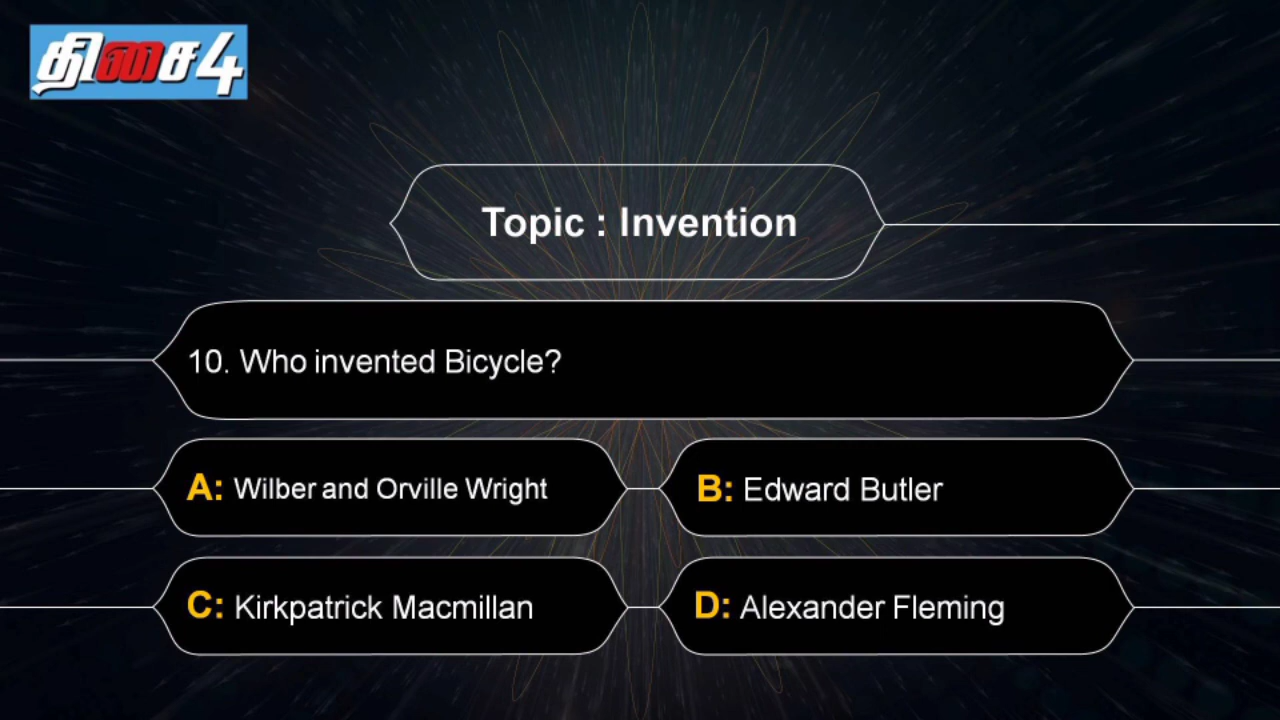 திசை4
Topic : Invention
10. Who invented Bicycle?
A: Wilber and Orville Wright
B: Edward Butler
C: Kirkpatrick Macmillan
D: Alexander Fleming